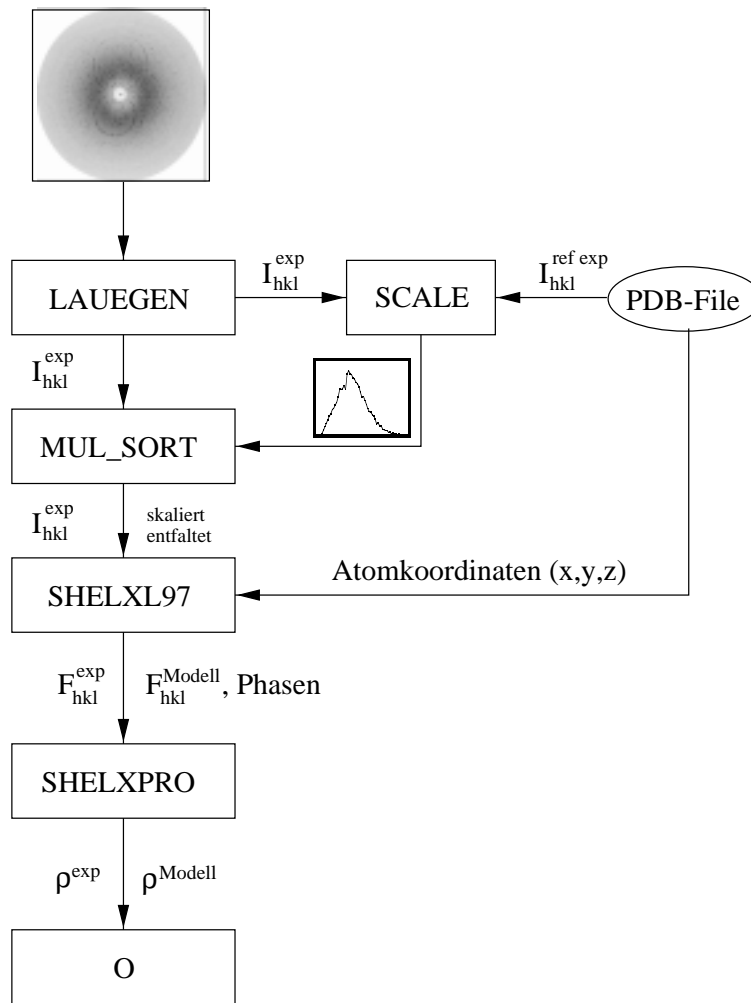 I_hkl^exp
I_hkl^ref exp
LAUEGEN
SCALE
PDB-File
I_hkl^exp
MUL_SORT
I_hkl^exp
skaliert
entfaltet
Atomkoordinaten (x,y,z)
SHELXL97
F_hkl^exp
F_hkl^Modell, Phasen
SHELXPRO
ρ^exp
ρ^Modell
O